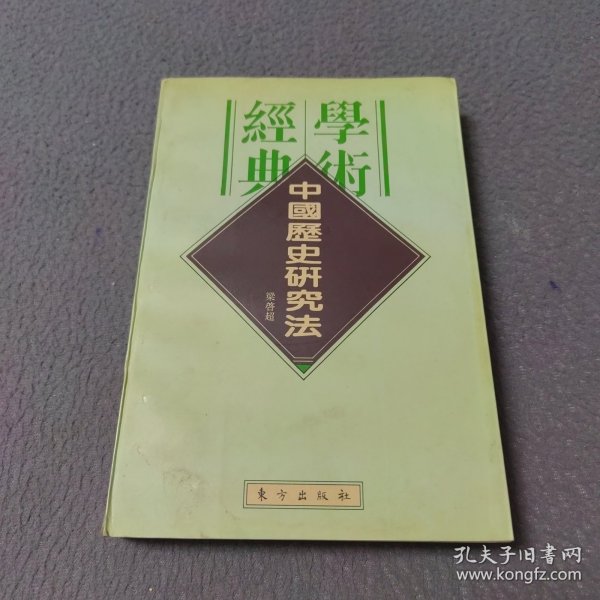 學術
經典
中國歷史研究法
梁啓超
東方出版社
孔夫子旧书网
www.kongfz.com